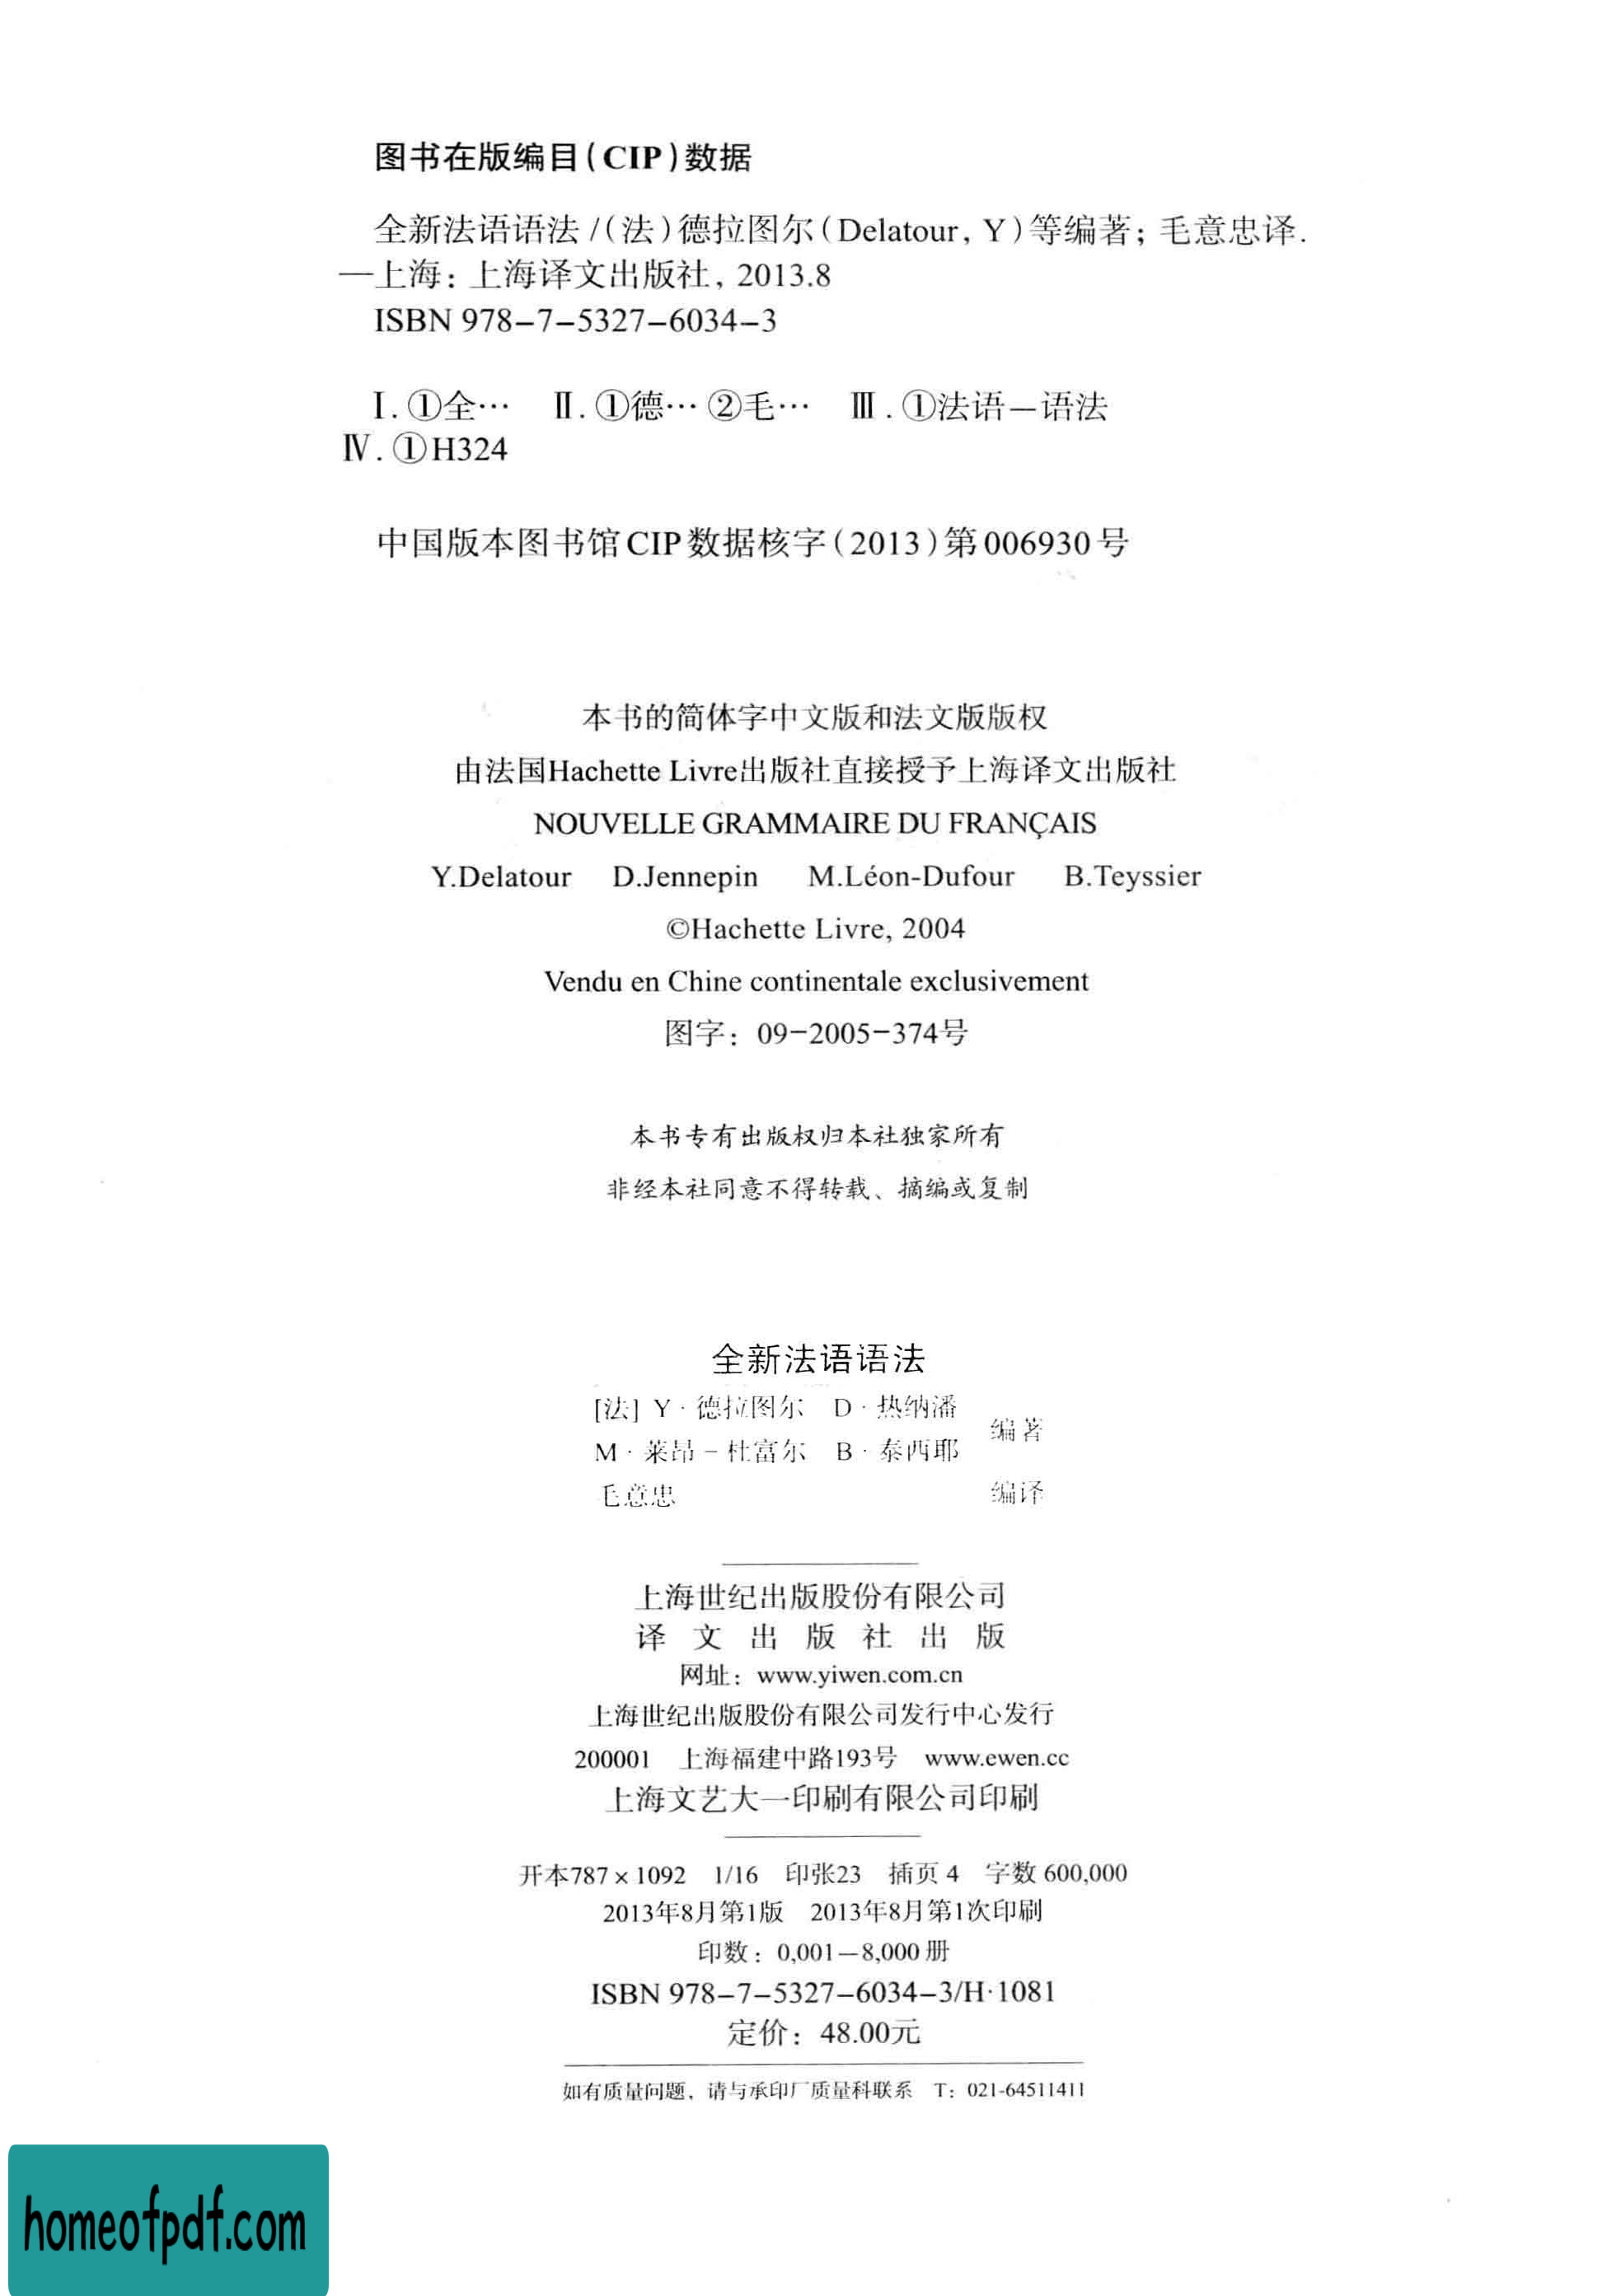 图书在版编目(CIP)数据
全新法语语法/(法)德拉图尔(Delatour, Y)等编著；毛意忠译.
—上海：上海译文出版社，2013.8
ISBN 978-7-5327-6034-3
Ⅰ.①全… Ⅱ.①德…②毛… Ⅲ.①法语—语法
Ⅳ.①H324
中国版本图书馆CIP数据核字(2013)第006930号
本书的简体字中文版和法文版版权
由法国Hachette Livre出版社直接授予上海译文出版社
NOUVELLE GRAMMAIRE DU FRANÇAIS
Y.Delatour D.Jennepin M.Léon-Dufour B.Teyssier
©Hachette Livre, 2004
Vendu en Chine continentale exclusivement
图字：09-2005-374号
本书专有出版权归本社独家所有
非经本社同意不得转载、摘编或复制
全新法语语法
[法] Y·德拉图尔 D·热纳潘
M·莱昂-杜富尔 B·泰西耶 编著
毛意忠 编译
上海世纪出版股份有限公司
译文出版社出版
网址：www.yiwen.com.cn
上海世纪出版股份有限公司发行中心发行
200001 上海福建中路193号 www.ewen.cc
上海文艺大一印刷有限公司印刷
开本787×1092 1/16 印张23 插页4 字数600,000
2013年8月第1版 2013年8月第1次印刷
印数：0,001—8,000册
ISBN 978-7-5327-6034-3/H·1081
定价：48.00元
如有质量问题，请与承印厂质量科联系 T：021-64511411
homeofpdf.com